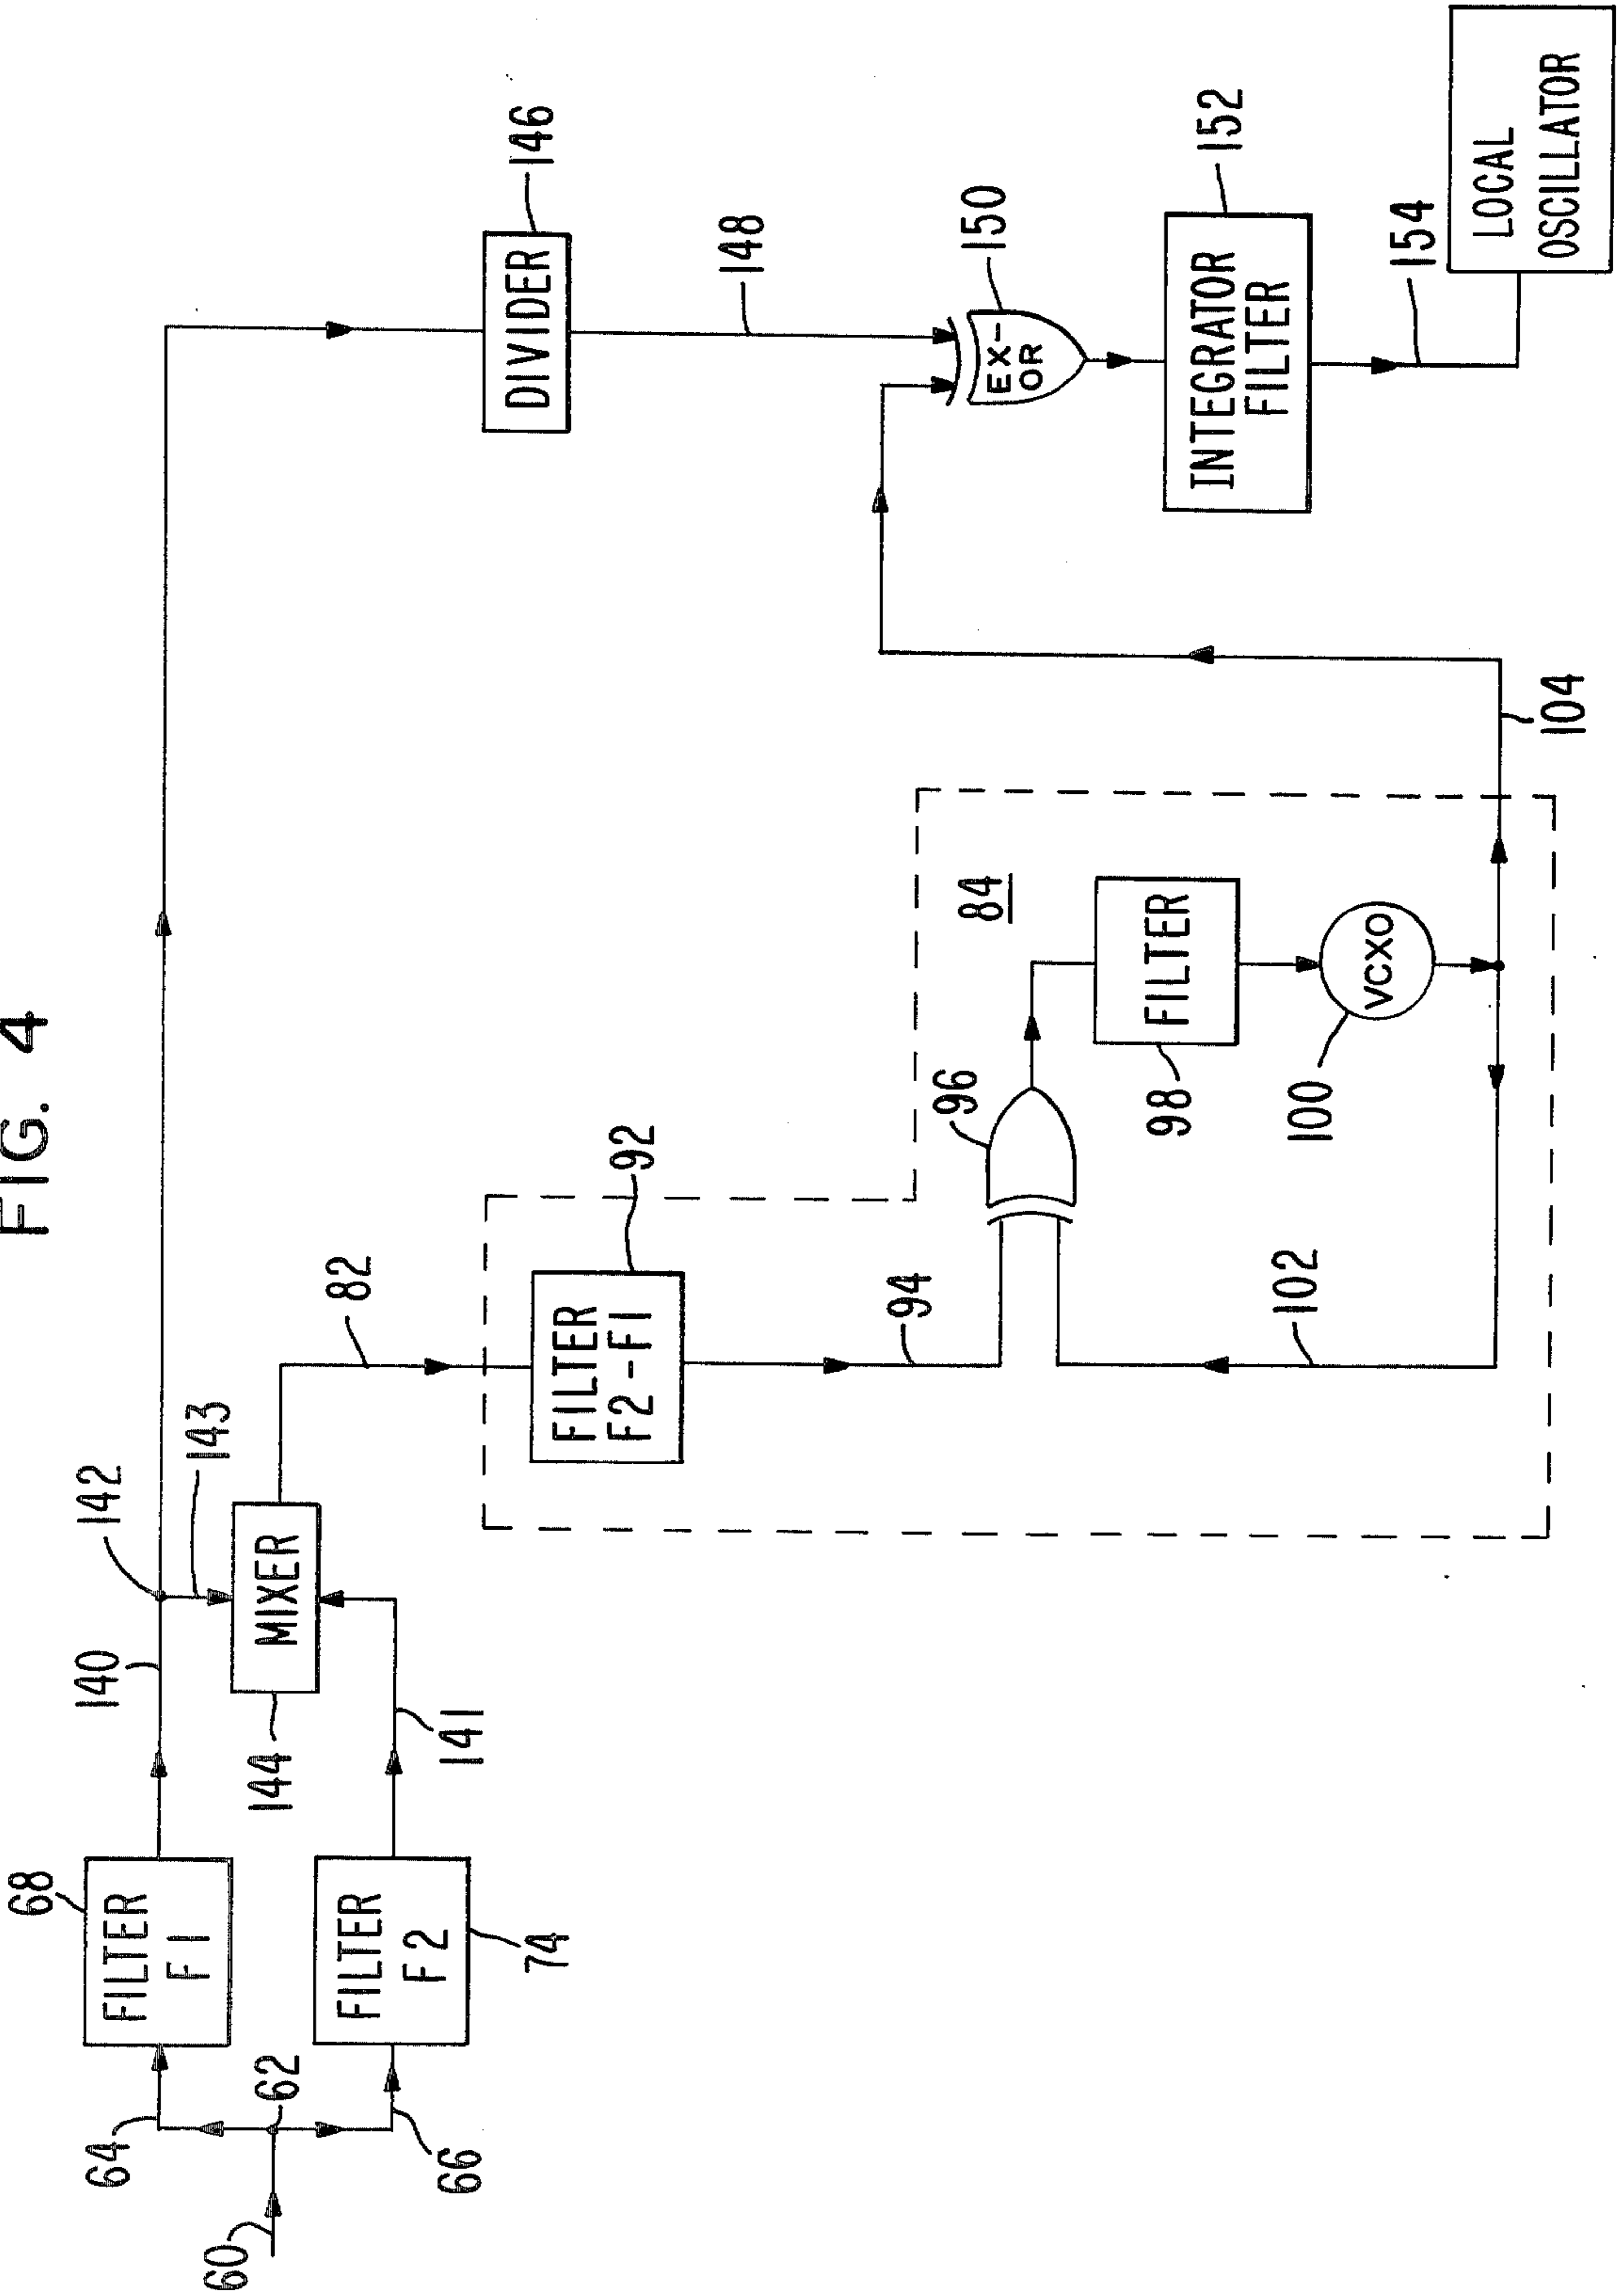 FIG. 4
60
62
64
66
68
FILTER
F1
FILTER
F2
74
140
141
142
143
144
MIXER
82
FILTER
F2-F1
92
94
84
96
FILTER
98
VCXO
100
102
104
DIVIDER
146
148
EX-
OR
150
INTEGRATOR
FILTER
152
154
LOCAL
OSCILLATOR